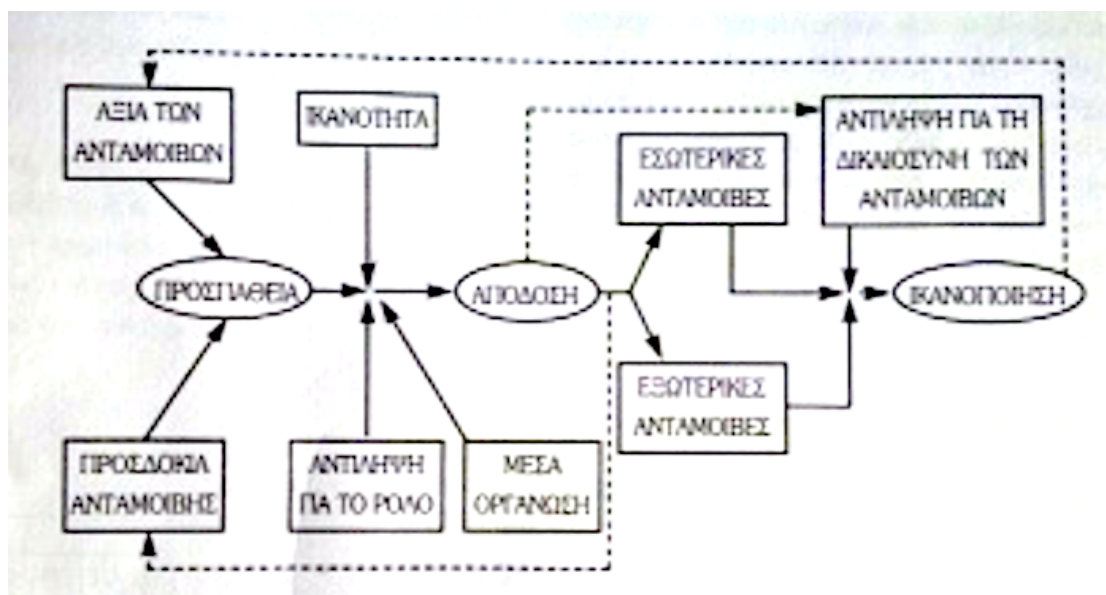 ΑΞΙΑ ΤΩΝ
ΑΝΤΑΜΟΙΒΩΝ
ΙΚΑΝΟΤΗΤΑ
ΕΣΩΤΕΡΙΚΕΣ
ΑΝΤΑΜΟΙΒΕΣ
ΑΝΤΙΛΗΨΗ ΓΙΑ ΤΗ
ΔΙΚΑΙΟΣΥΝΗ ΤΩΝ
ΑΝΤΑΜΟΙΒΩΝ
ΠΡΟΣΠΑΘΕΙΑ
ΑΠΟΔΟΣΗ
ΙΚΑΝΟΠΟΙΗΣΗ
ΕΞΩΤΕΡΙΚΕΣ
ΑΝΤΑΜΟΙΒΕΣ
ΠΡΟΣΔΟΚΙΑ
ΑΝΤΑΜΟΙΒΗΣ
ΑΝΤΙΛΗΨΗ
ΓΙΑ ΤΟ ΡΟΛΟ
ΜΕΣΑ
ΟΡΓΑΝΩΣΗ